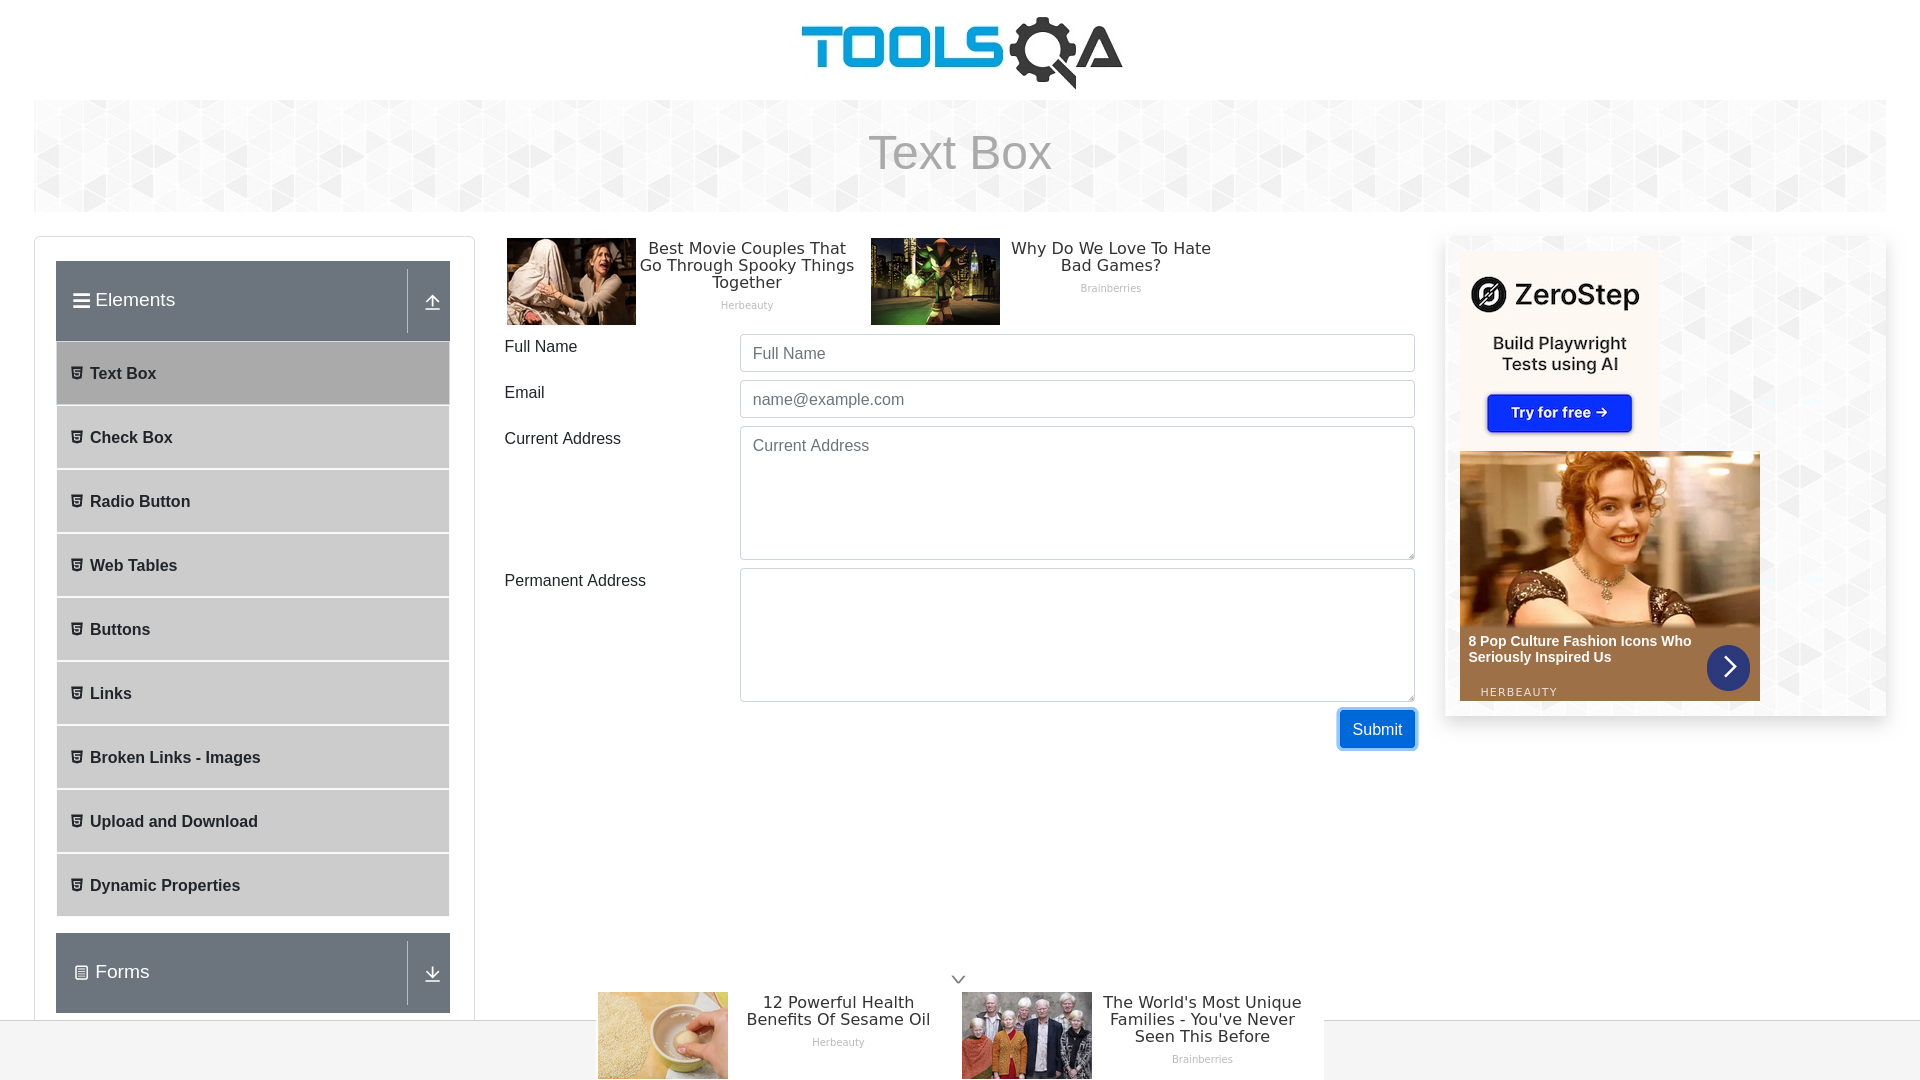 TOOLSQA
Text Box
Elements
Text Box
Check Box
Radio Button
Web Tables
Buttons
Links
Broken Links - Images
Upload and Download
Dynamic Properties
Forms
Best Movie Couples That
Go Through Spooky Things
Together
Herbeauty
Why Do We Love To Hate
Bad Games?
Brainberries
Full Name
Full Name
Email
name@example.com
Current Address
Current Address
Permanent Address
Submit
ZeroStep
Build Playwright
Tests using AI
Try for free →
8 Pop Culture Fashion Icons Who
Seriously Inspired Us
HERBEAUTY
12 Powerful Health
Benefits Of Sesame Oil
Herbeauty
The World's Most Unique
Families - You've Never
Seen This Before
Brainberries